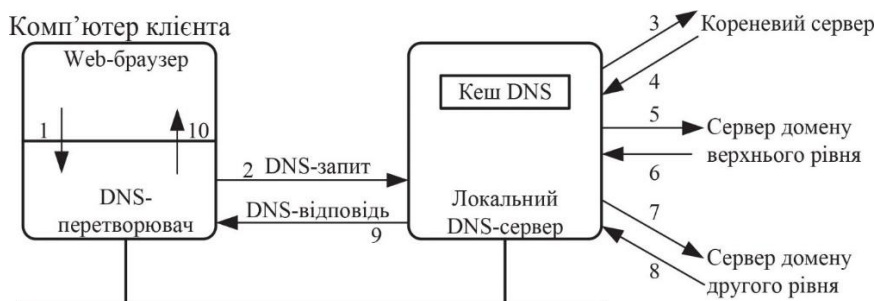 Комп’ютер клієнта
Web-браузер
1
10
DNS-
перетворювач
2 DNS-запит
DNS-відповідь
9
Кеш DNS
Локальний
DNS-сервер
3
Кореневий сервер
4
5
Сервер домену
верхнього рівня
6
7
Сервер домену
другого рівня
8